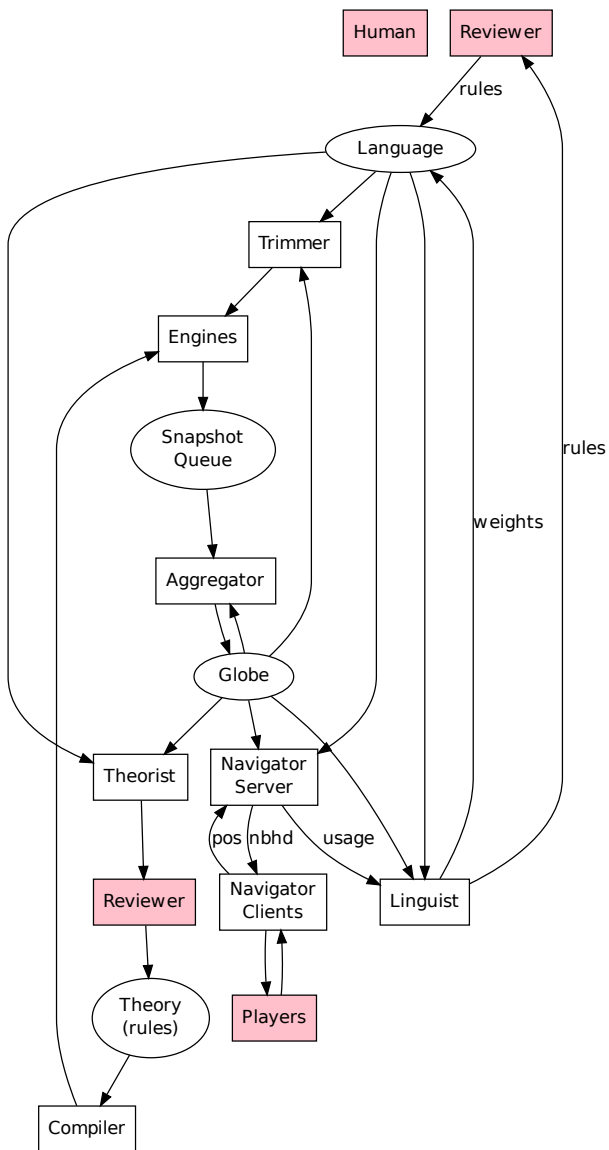 Human
Reviewer
rules
Language
Trimmer
Engines
Snapshot
Queue
rules
weights
Aggregator
Globe
Navigator
Server
Theorist
pos
nbhd
usage
Reviewer
Navigator
Clients
Linguist
Theory
(rules)
Players
Compiler